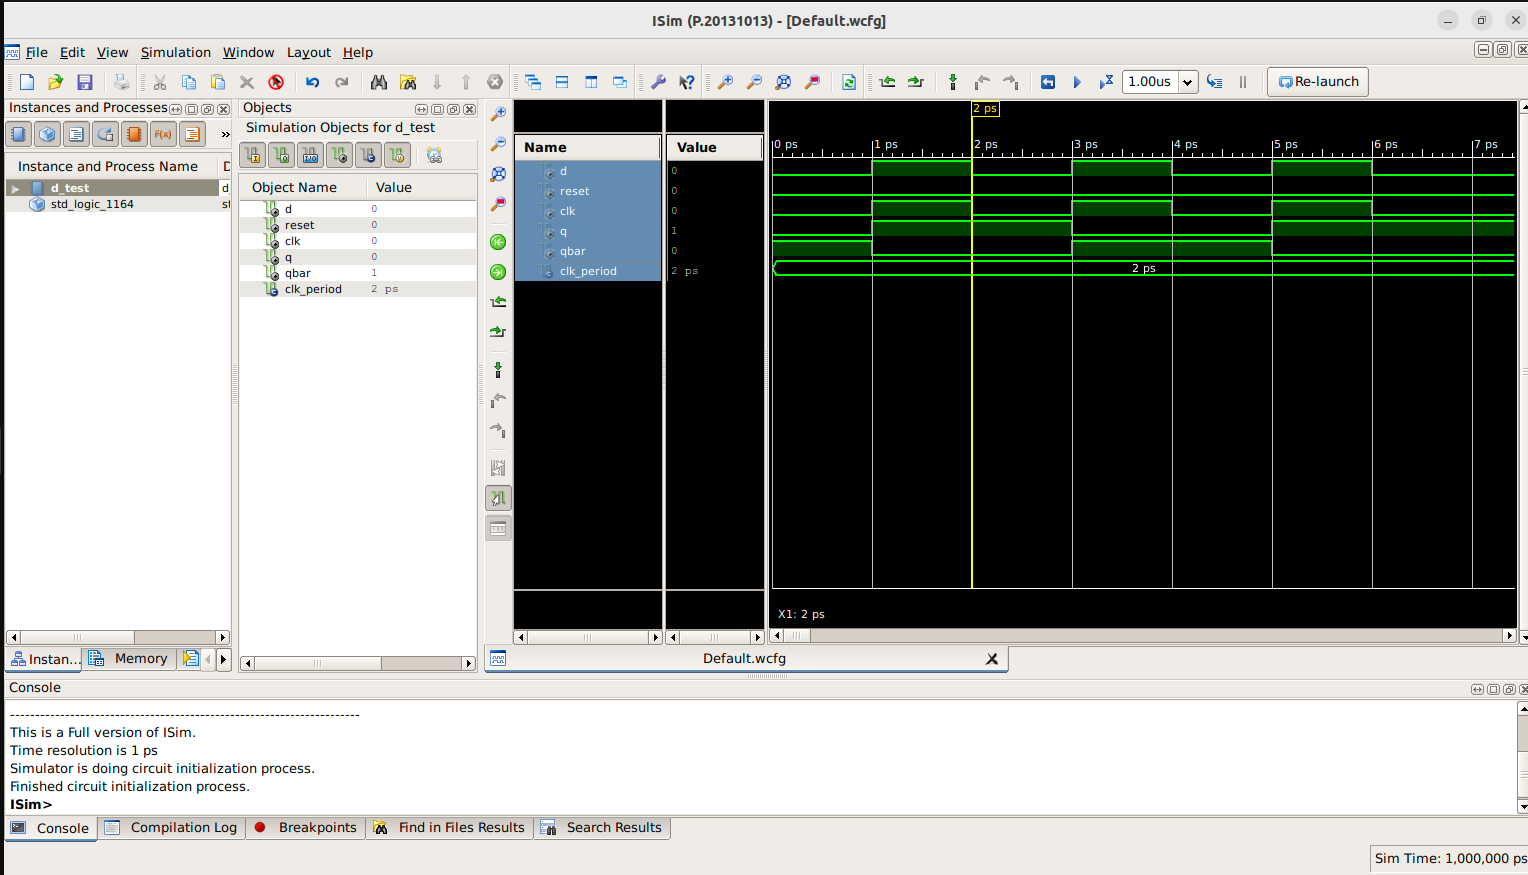 ISim (P.20131013) - [Default.wcfg]
File Edit View Simulation Window Layout Help
1.00us Re-launch
Instances and Processes
Instance and Process Name D
d_test d_
std_logic_1164 st
Instan... Memory
Objects
Simulation Objects for d_test
Object Name Value
d 0
reset 0
clk 0
q 0
qbar 1
clk_period 2 ps
Name Value
d 0
reset 0
clk 0
q 1
qbar 0
clk_period 2 ps
2 ps
0 ps 1 ps 2 ps 3 ps 4 ps 5 ps 6 ps 7 ps
2 ps
X1: 2 ps
Default.wcfg
Console
----------------------------------------------------------------------
This is a Full version of ISim.
Time resolution is 1 ps
Simulator is doing circuit initialization process.
Finished circuit initialization process.
ISim>
Console Compilation Log Breakpoints Find in Files Results Search Results
Sim Time: 1,000,000 ps